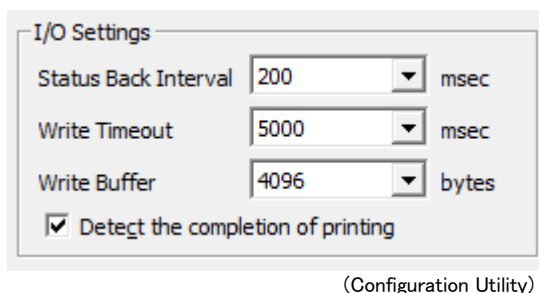 I/O Settings
Status Back Interval 200 msec
Write Timeout 5000 msec
Write Buffer 4096 bytes
Detect the completion of printing
(Configuration Utility)